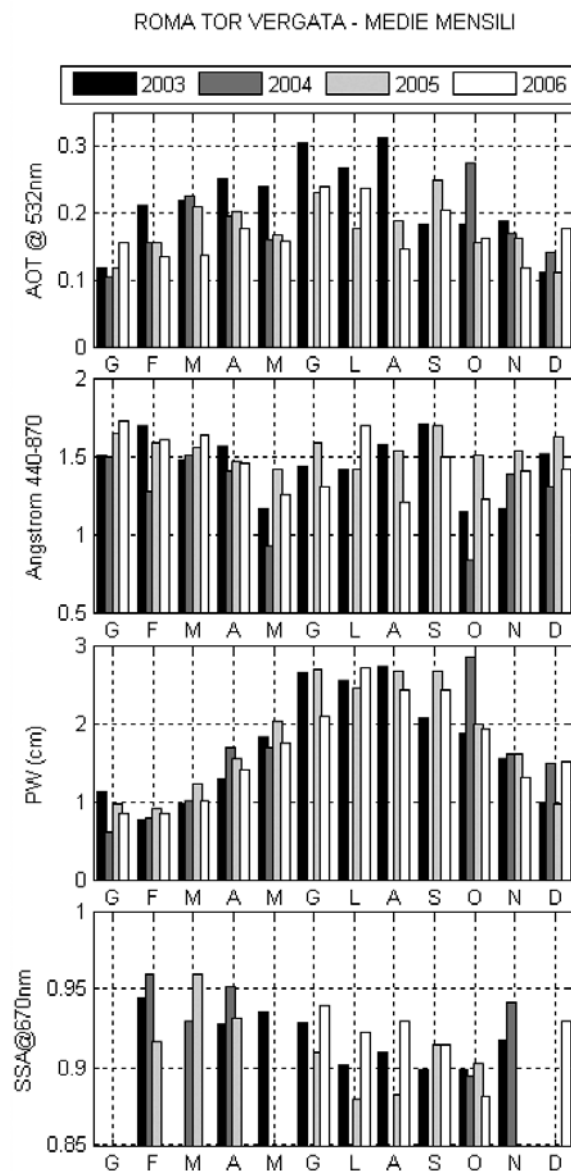 ROMA TOR VERGATA - MEDIE MENSILI
2003 2004 2005 2006
AOT @ 532nm
0.3
0.2
0.1
0
G F M A M G L A S O N D
Angstrom 440-870
2
1.5
1
0.5
G F M A M G L A S O N D
PW (cm)
3
2
1
0
G F M A M G L A S O N D
SSA@670nm
1
0.95
0.9
0.85
G F M A M G L A S O N D